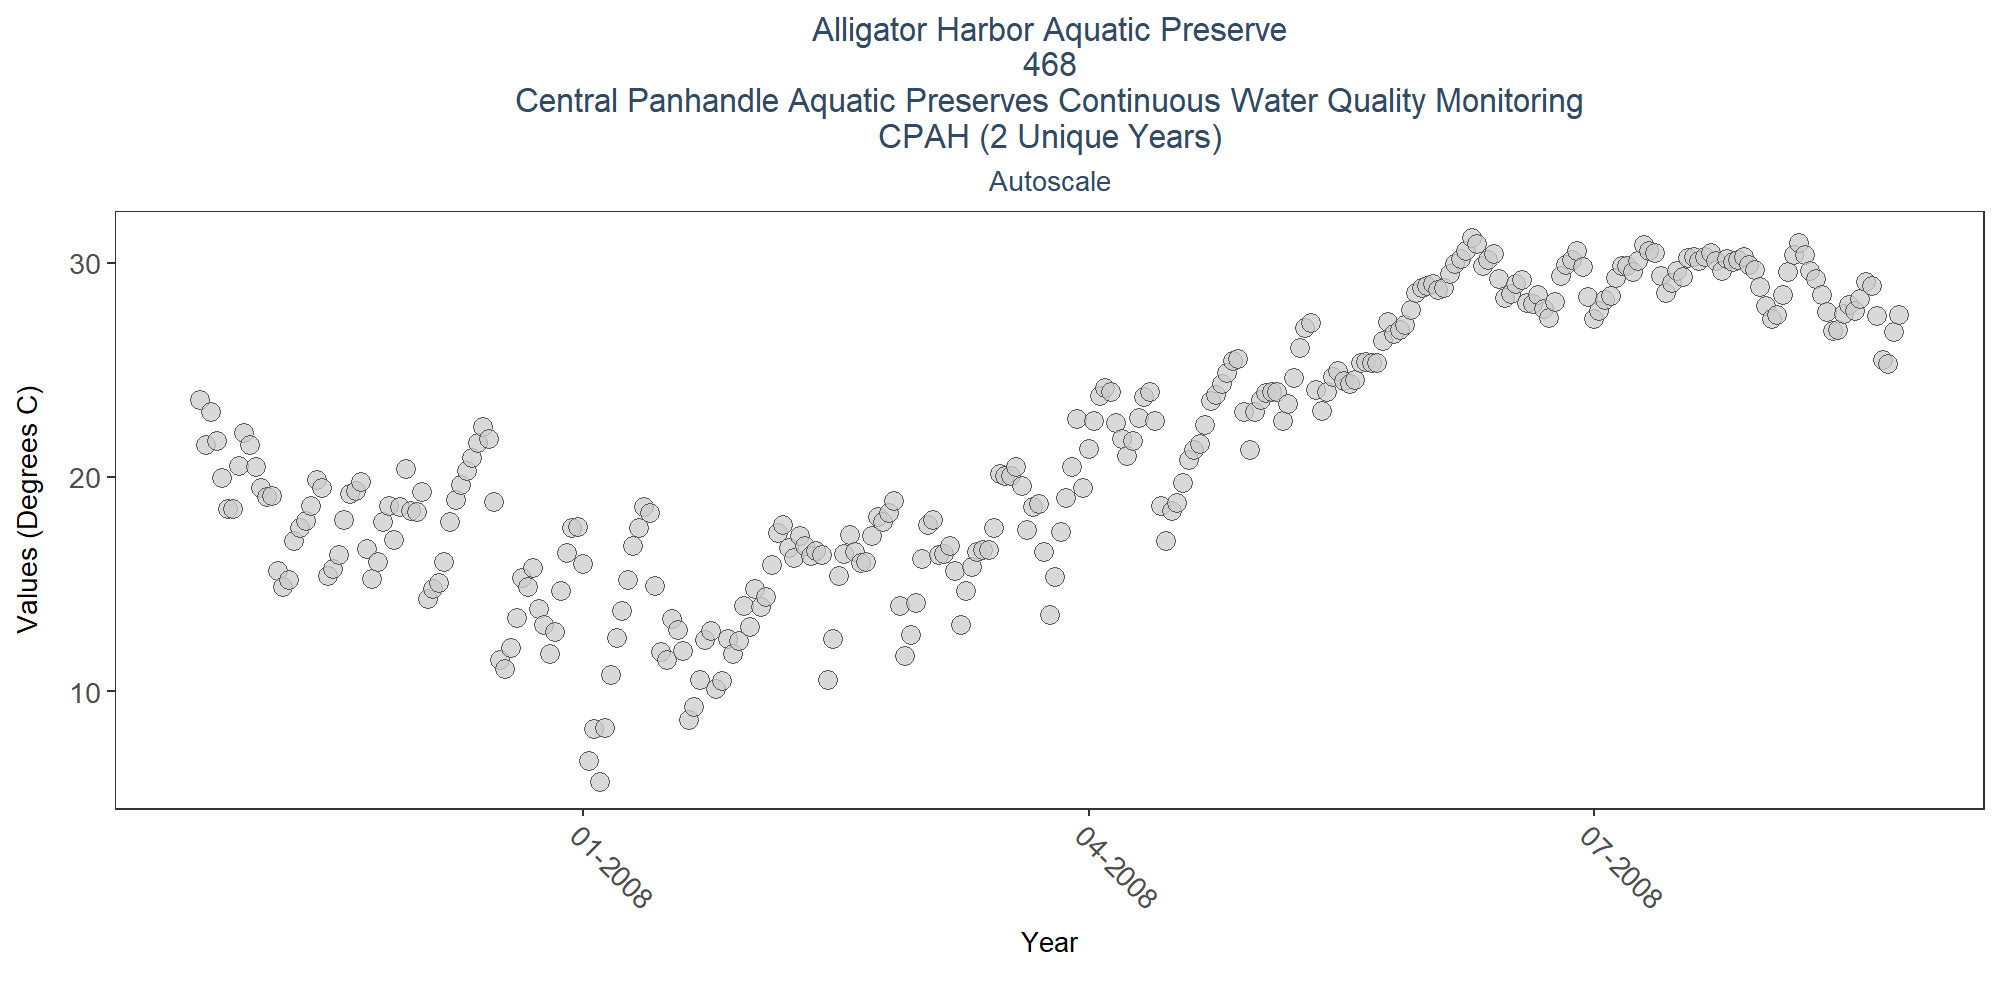 Alligator Harbor Aquatic Preserve
468
Central Panhandle Aquatic Preserves Continuous Water Quality Monitoring
CPAH (2 Unique Years)
Autoscale
Values (Degrees C)
30
20
10
01-2008
04-2008
07-2008
Year